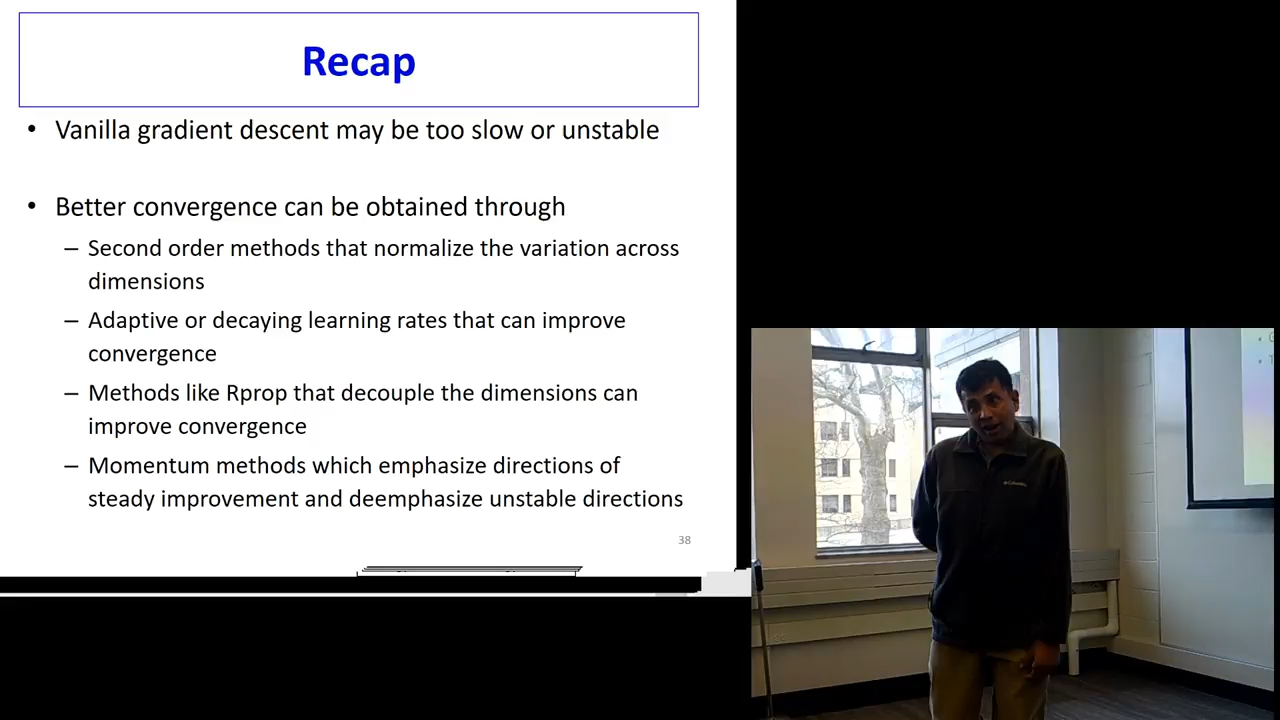 Recap
• Vanilla gradient descent may be too slow or unstable
• Better convergence can be obtained through
– Second order methods that normalize the variation across
dimensions
– Adaptive or decaying learning rates that can improve
convergence
– Methods like Rprop that decouple the dimensions can
improve convergence
– Momentum methods which emphasize directions of
steady improvement and deemphasize unstable directions
38
Columbia